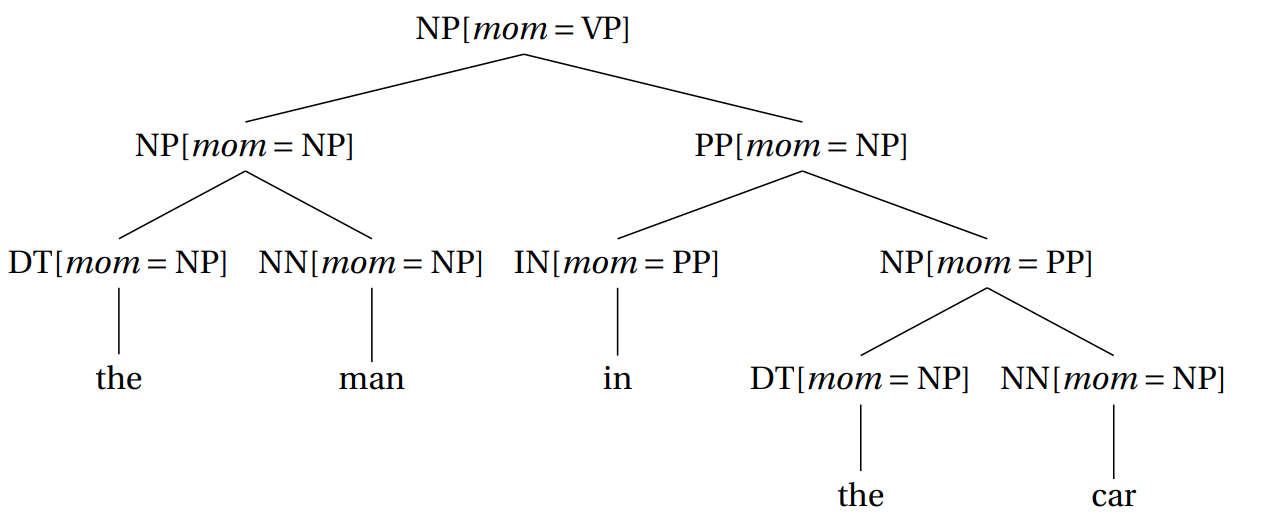 NP[mom = VP]
NP[mom = NP] PP[mom = NP]
DT[mom = NP] NN[mom = NP] IN[mom = PP] NP[mom = PP]
the man in DT[mom = NP] NN[mom = NP]
the car